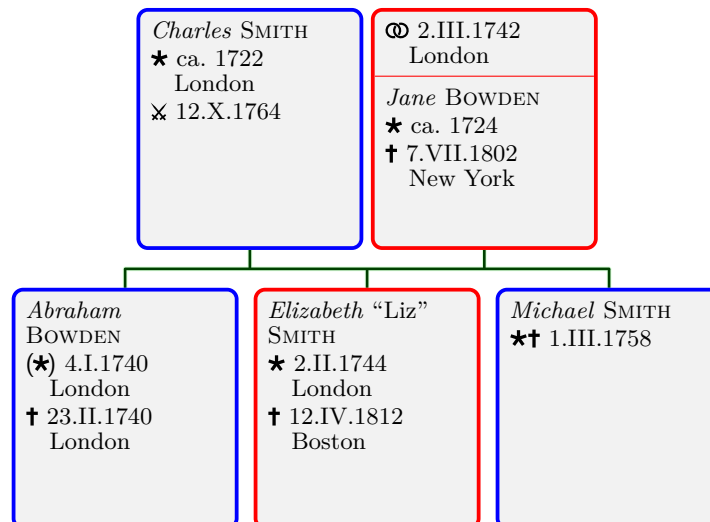 Charles SMITH
* ca. 1722
London
⚔ 12.X.1764
⚭ 2.III.1742
London
Jane BOWDEN
* ca. 1724
† 7.VII.1802
New York
Abraham
BOWDEN
(*) 4.I.1740
London
† 23.II.1740
London
Elizabeth “Liz”
SMITH
* 2.II.1744
London
† 12.IV.1812
Boston
Michael SMITH
*† 1.III.1758